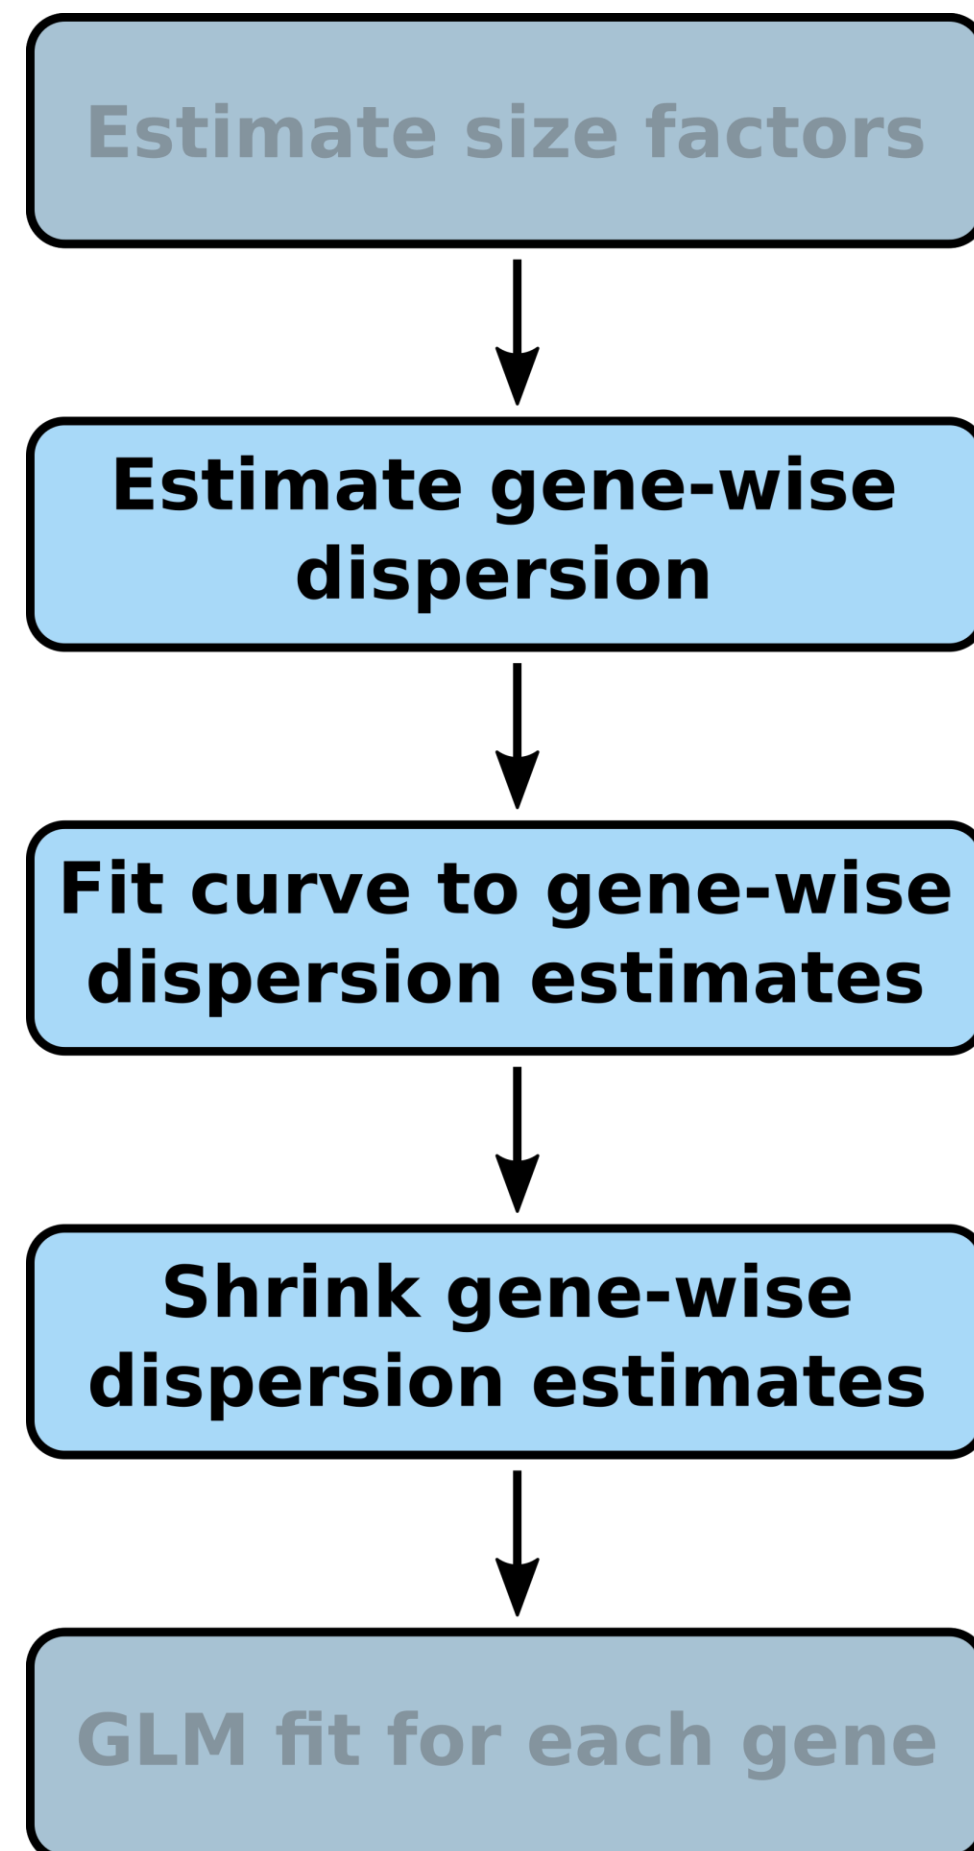 Estimate size factors
Estimate gene-wise
dispersion
Fit curve to gene-wise
dispersion estimates
Shrink gene-wise
dispersion estimates
GLM fit for each gene